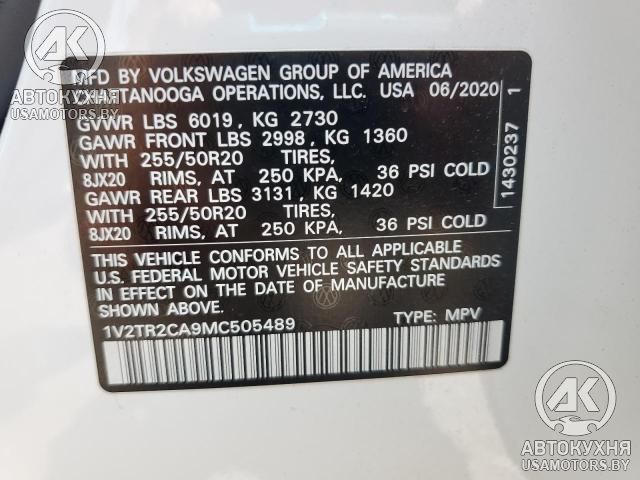 MFD BY VOLKSWAGEN GROUP OF AMERICA
CHATTANOOGA OPERATIONS, LLC. USA 06/2020
GVWR LBS 6019, KG 2730
GAWR FRONT LBS 2998, KG 1360
WITH 255/50R20 TIRES,
8JX20 RIMS, AT 250 KPA, 36 PSI COLD
GAWR REAR LBS 3131, KG 1420
WITH 255/50R20 TIRES,
8JX20 RIMS, AT 250 KPA, 36 PSI COLD
THIS VEHICLE CONFORMS TO ALL APPLICABLE
U.S. FEDERAL MOTOR VEHICLE SAFETY STANDARDS
IN EFFECT ON THE DATE OF MANUFACTURE
SHOWN ABOVE.
1V2TR2CA9MC505489 TYPE: MPV
1430237 1
АК
АВТОКУХНЯ
USAMOTORS.BY
АК
АВТОКУХНЯ
USAMOTORS.BY